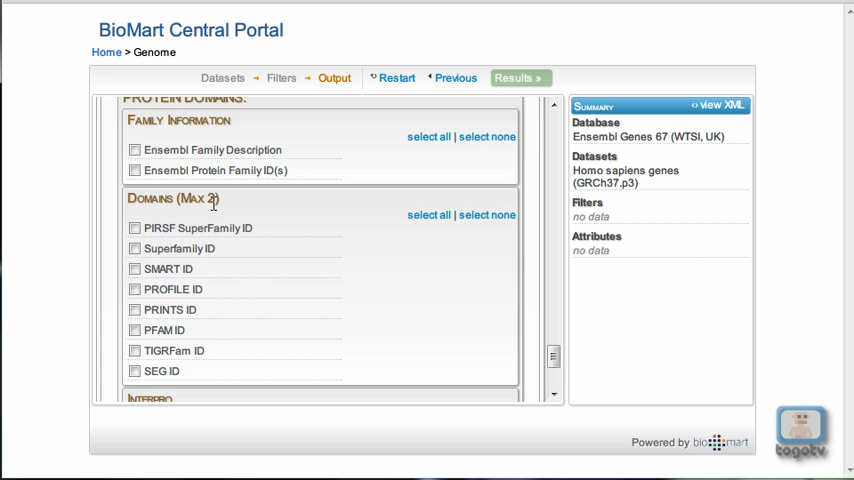 BioMart Central Portal
Home > Genome
Datasets → Filters → Output Restart Previous Results »
PROTEIN DOMAINS:
FAMILY INFORMATION
select all | select none
Ensembl Family Description
Ensembl Protein Family ID(s)
DOMAINS (MAX 2)
select all | select none
PIRSF SuperFamily ID
Superfamily ID
SMART ID
PROFILE ID
PRINTS ID
PFAM ID
TIGRFam ID
SEG ID
INTERPRO
SUMMARY ‹› view XML
Database
Ensembl Genes 67 (WTSI, UK)
Datasets
Homo sapiens genes
(GRCh37.p3)
Filters
no data
Attributes
no data
Powered by biomart
togotv